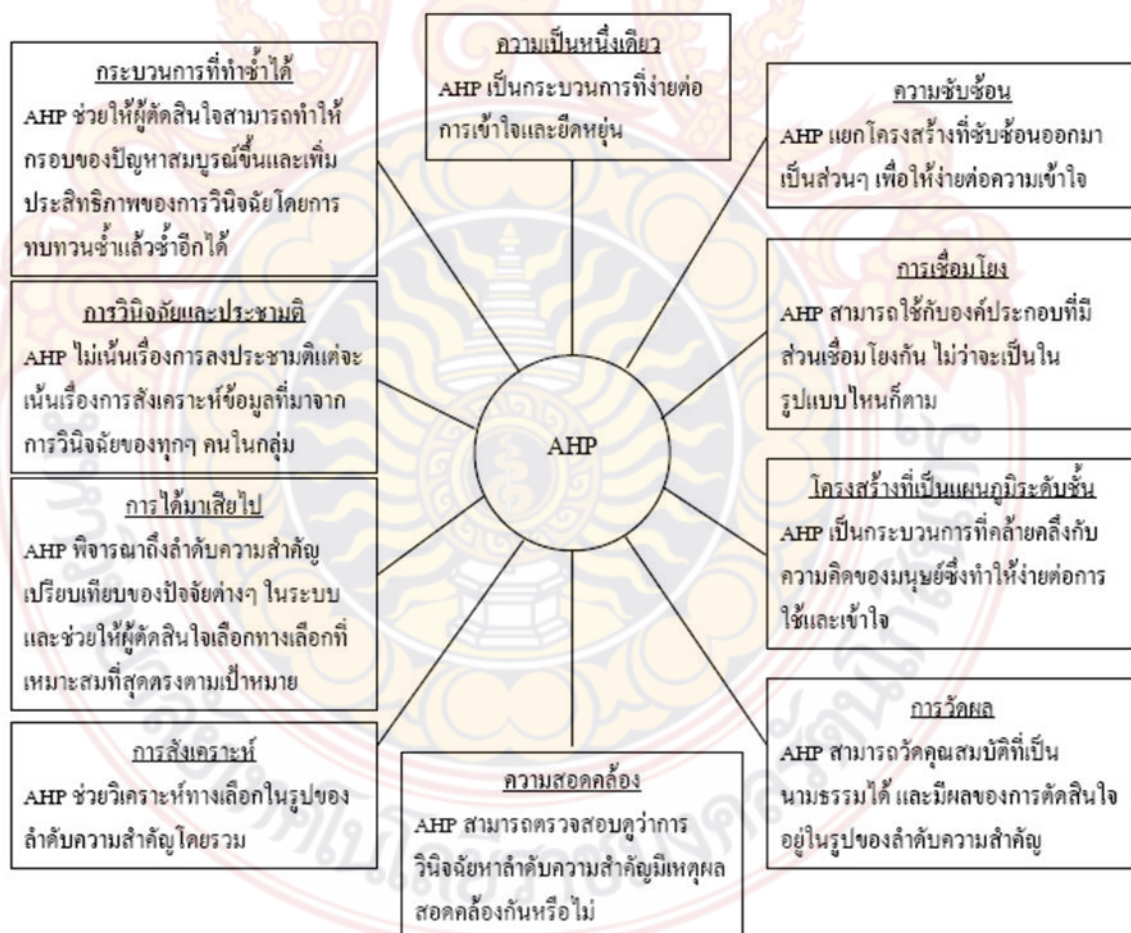 ความเป็นหนึ่งเดียว
AHP เป็นกระบวนการที่ง่ายต่อ
การเข้าใจและยืดหยุ่น
กระบวนการที่ทำซ้ำได้
AHP ช่วยให้ผู้ตัดสินใจสามารถทำให้
กรอบของปัญหาสมบูรณ์ขึ้นและเพิ่ม
ประสิทธิภาพของการวินิจฉัยโดยการ
ทบทวนซ้ำแล้วซ้ำอีกได้
ความซับซ้อน
AHP แยกโครงสร้างที่ซับซ้อนออกมา
เป็นส่วนๆ เพื่อให้ง่ายต่อความเข้าใจ
การวินิจฉัยและประชามติ
AHP ไม่เน้นเรื่องการลงประชามติแต่จะ
เน้นเรื่องการสังเคราะห์ข้อมูลที่มาจาก
การวินิจฉัยของทุกๆ คนในกลุ่ม
การเชื่อมโยง
AHP สามารถใช้กับองค์ประกอบที่มี
ส่วนเชื่อมโยงกัน ไม่ว่าจะเป็นใน
รูปแบบไหนก็ตาม
AHP
การได้มาเสียไป
AHP พิจารณาถึงลำดับความสำคัญ
เปรียบเทียบของปัจจัยต่างๆ ในระบบ
และช่วยให้ผู้ตัดสินใจเลือกทางเลือกที่
เหมาะสมที่สุดตรงตามเป้าหมาย
โครงสร้างที่เป็นแผนภูมิระดับชั้น
AHP เป็นกระบวนการที่คล้ายคลึงกับ
ความคิดของมนุษย์ซึ่งทำให้ง่ายต่อการ
ใช้และเข้าใจ
การสังเคราะห์
AHP ช่วยวิเคราะห์ทางเลือกในรูปของ
ลำดับความสำคัญโดยรวม
ความสอดคล้อง
AHP สามารถตรวจสอบดูว่าการ
วินิจฉัยหาลำดับความสำคัญมีเหตุผล
สอดคล้องกันหรือไม่
การวัดผล
AHP สามารถวัดคุณสมบัติที่เป็น
นามธรรมได้ และมีผลของการตัดสินใจ
อยู่ในรูปของลำดับความสำคัญ